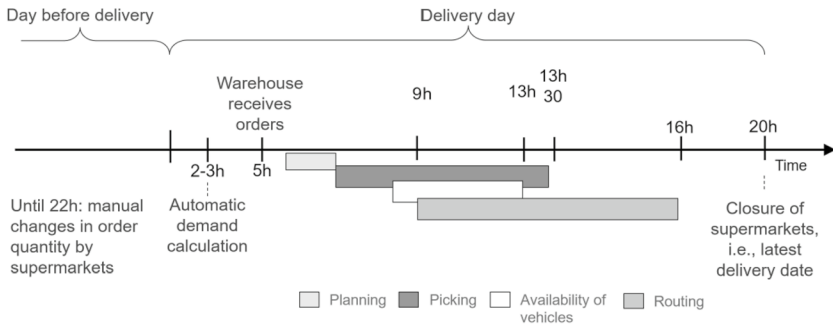 Day before delivery
Delivery day
Warehouse
receives
orders
9h
13h
13h
30
16h
20h
2-3h
5h
Time
Until 22h: manual
changes in order
quantity by
supermarkets
Automatic
demand
calculation
Closure of
supermarkets,
i.e., latest
delivery date
Planning
Picking
Availability of
vehicles
Routing